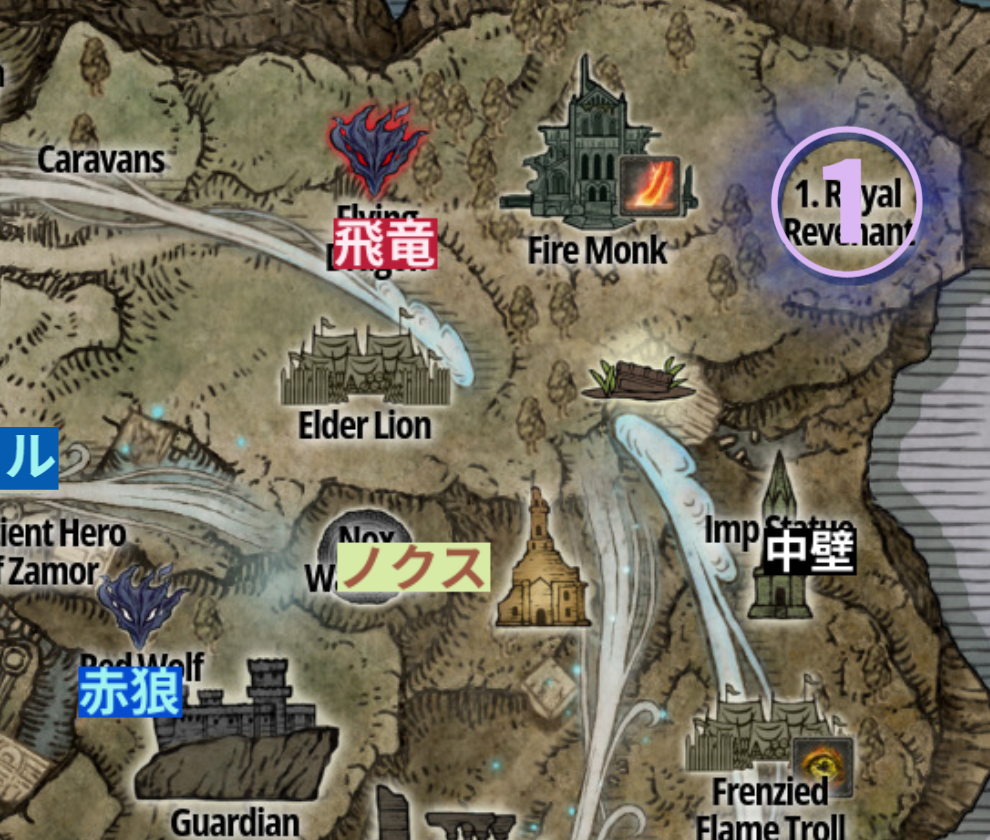 Caravans
飛竜
Fire Monk
1. Royal
Revenant
1
Elder Lion
ル
ient Hero
f Zamor
Nox
ノクス
Imp Statue
中壁
Red Wolf
赤狼
Guardian
Frenzied
Flame Troll